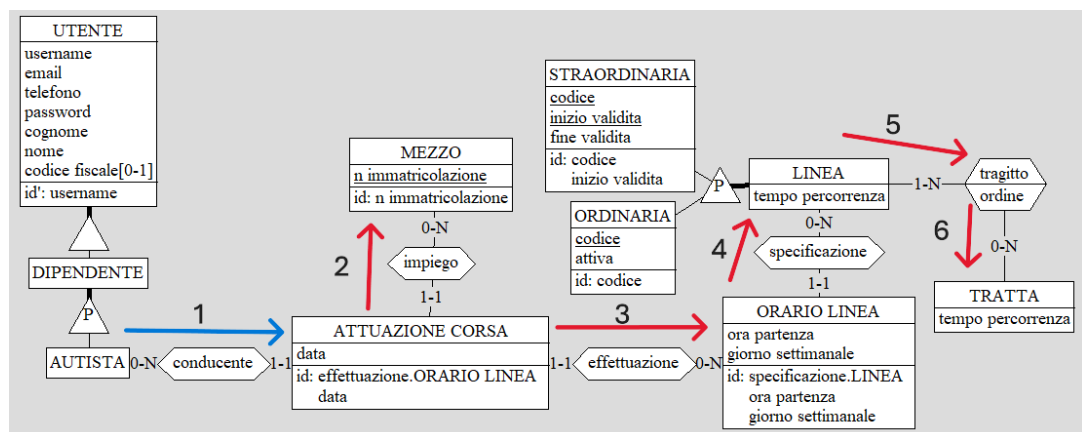 UTENTE
username
email
telefono
password
cognome
nome
codice fiscale[0-1]
id': username
DIPENDENTE
P
AUTISTA
0-N
conducente
1-1
1
2
MEZZO
n immatricolazione
id: n immatricolazione
0-N
impiego
1-1
ATTUAZIONE CORSA
data
id: effettuazione.ORARIO LINEA
data
3
1-1
effettuazione
0-N
STRAORDINARIA
codice
inizio validita
fine validita
id: codice
inizio validita
ORDINARIA
codice
attiva
id: codice
P
4
5
LINEA
tempo percorrenza
0-N
specificazione
1-1
ORARIO LINEA
ora partenza
giorno settimanale
id: specificazione.LINEA
ora partenza
giorno settimanale
1-N
tragitto
ordine
6
0-N
TRATTA
tempo percorrenza